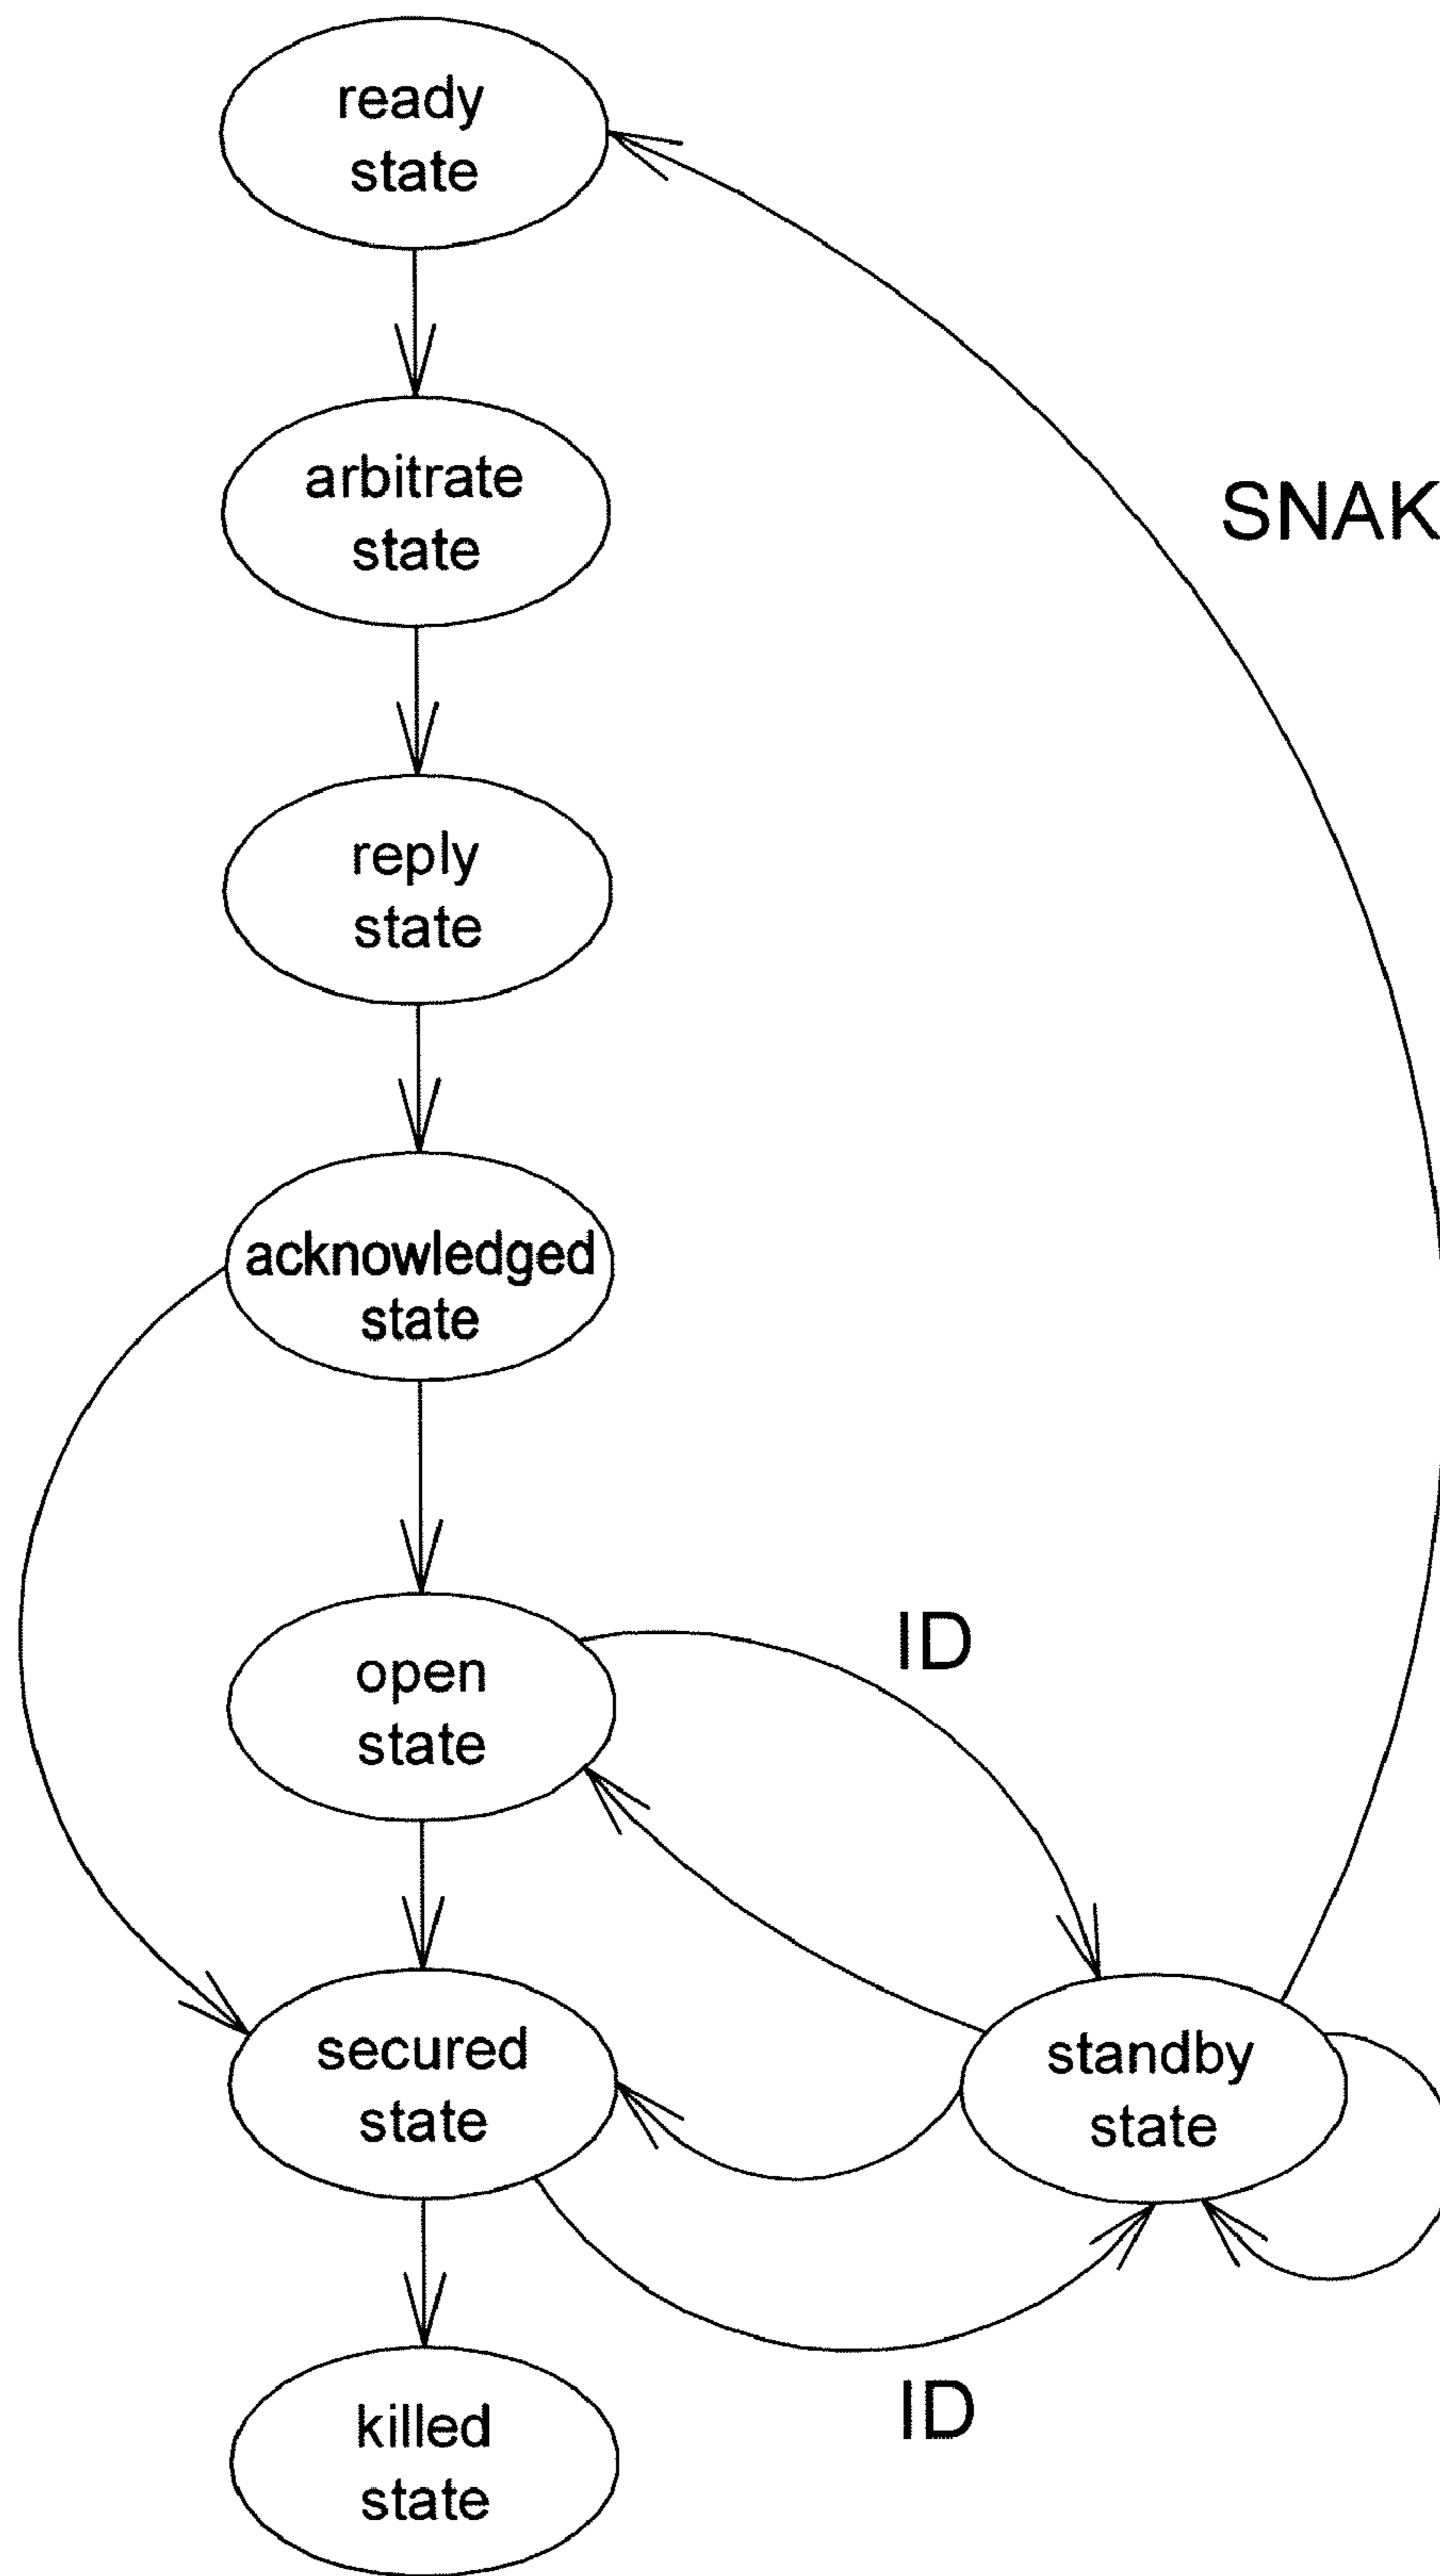 ready
state
arbitrate
state
SNAK
reply
state
acknowledged
state
open
state
ID
secured
state
standby
state
ID
killed
state